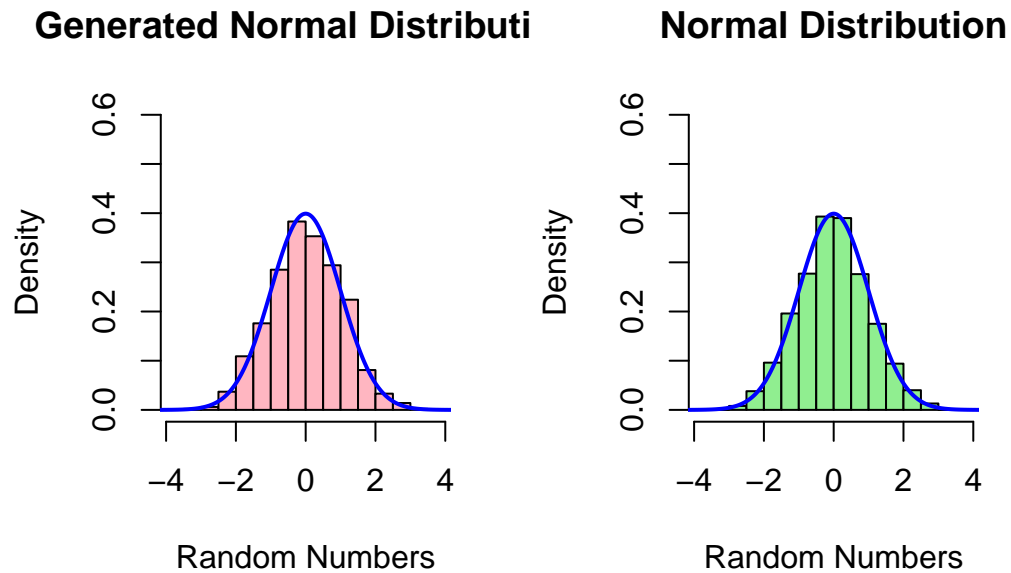 Generated Normal Distributi
Density
0.0 0.2 0.4 0.6
−4 −2 0 2 4
Random Numbers
Normal Distribution
Density
0.0 0.2 0.4 0.6
−4 −2 0 2 4
Random Numbers